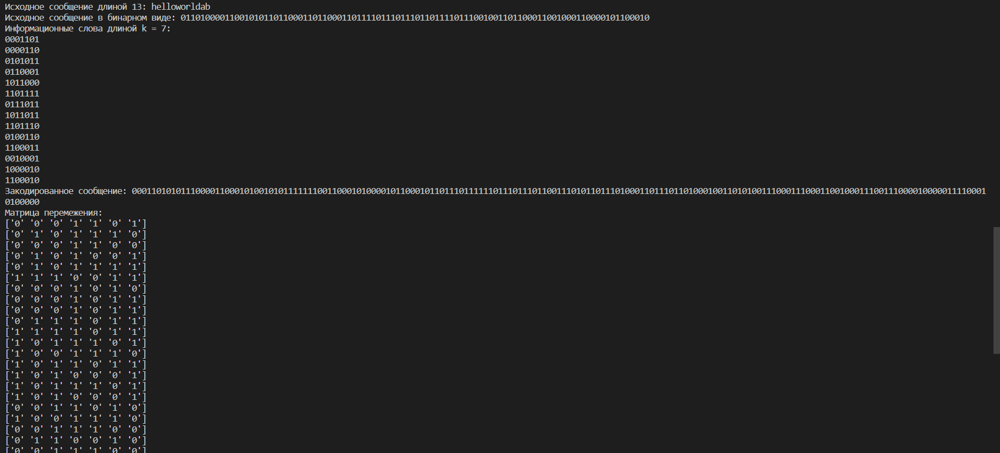 Исходное сообщение длиной 13: helloworldab
Исходное сообщение в бинарном виде: 011010000110010101101100011011000110111101110111011011110111001001101100011001000110000101100010
Информационные слова длиной k = 7:
0001101
0000110
0101011
0110001
1011000
1101111
0111011
1011011
1101110
0100110
1100011
0010001
1000010
1100010
Закодированное сообщение: 0001101010111000011000101001010111111100110001010000101100010110111011111101110111011001110101101110100011011101101000100110101001110001110001100100011100111000010000011110001
0100000
Матрица перемежения:
['0' '0' '0' '1' '1' '0' '1']
['0' '1' '0' '1' '1' '1' '0']
['0' '0' '0' '1' '1' '0' '0']
['0' '1' '0' '1' '0' '0' '1']
['0' '1' '0' '1' '1' '1' '1']
['1' '1' '1' '0' '0' '1' '1']
['0' '0' '0' '1' '0' '1' '0']
['0' '0' '0' '1' '0' '1' '1']
['0' '0' '0' '1' '0' '1' '1']
['0' '1' '1' '1' '0' '1' '1']
['1' '1' '1' '1' '0' '1' '1']
['1' '0' '1' '1' '1' '0' '1']
['1' '0' '0' '1' '1' '1' '0']
['1' '0' '1' '1' '0' '1' '1']
['1' '0' '1' '0' '0' '0' '1']
['1' '0' '1' '1' '1' '0' '1']
['1' '0' '1' '0' '0' '0' '1']
['0' '0' '1' '1' '0' '1' '0']
['1' '0' '0' '1' '1' '1' '0']
['0' '0' '1' '1' '1' '0' '0']
['0' '1' '1' '0' '0' '1' '0']
['0' '0' '1' '1' '1' '0' '0']